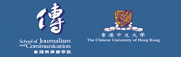 傳
School of Journalism
and Communication
新聞與傳播學院
香港中文大學
The Chinese University of Hong Kong